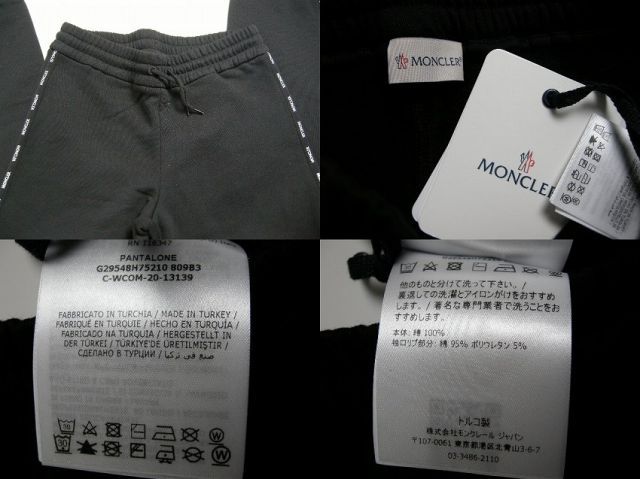 MONCLER
MONCLER
RN 116347
PANTALONE
G29548H75210 809B3
C-WCOM-20-13139
FABBRICATO IN TURCHIA / MADE IN TURKEY /
FABRIQUÉ EN TURQUIE / HECHO EN TURQUÍA /
FABRICADO NA TURQUIA / HERGESTELLT IN
DER TÜRKEI / TÜRKİYE'DE ÜRETİLMİŞTİR /
СДЕЛАНО В ТУРЦИИ / صنع في تركيا
30
30
他のものと分けて洗って下さい。/
裏返しての洗濯とアイロンがけをおすすめ
します。/ 著名な専門業者で洗うことをお
すすめします。
本体: 綿 100%
袖口リブ部分: 綿 95% ポリウレタン 5%
トルコ製
株式会社モンクレール ジャパン
〒107-0061 東京都港区北青山3-6-7
03-3486-2110